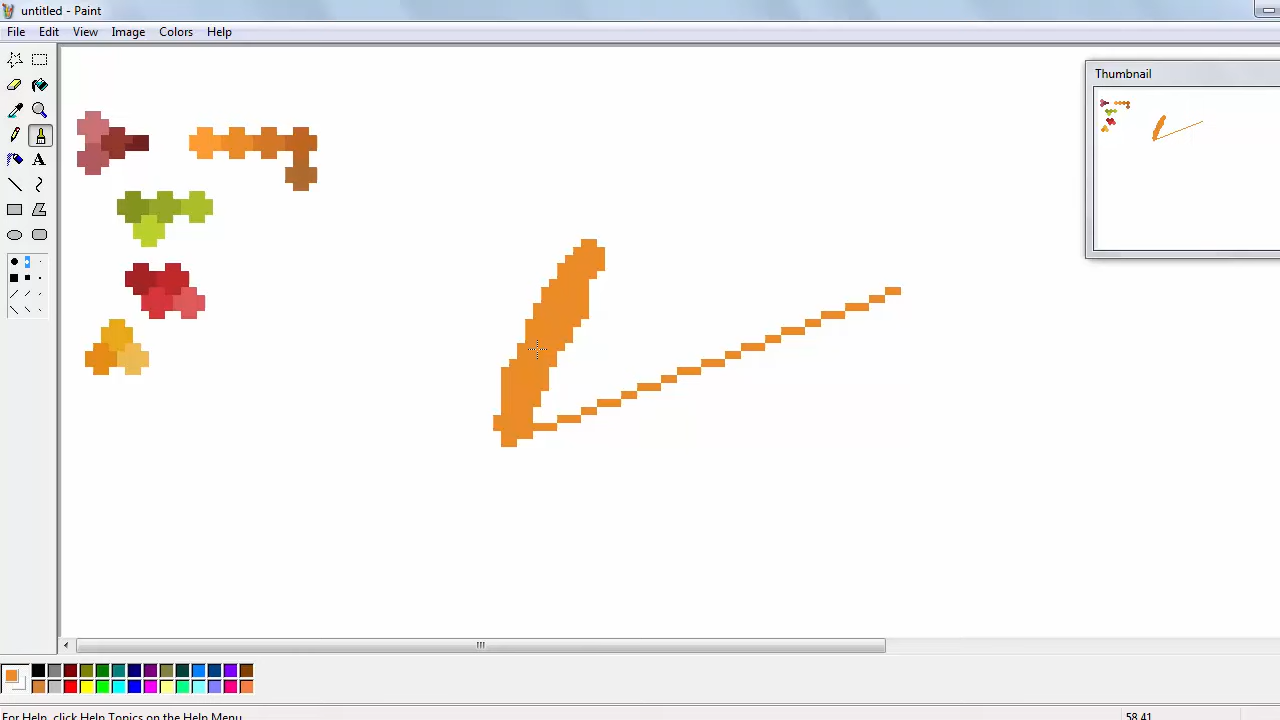 untitled - Paint
File Edit View Image Colors Help
Thumbnail
A
For Help, click Help Topics on the Help Menu.
58,41